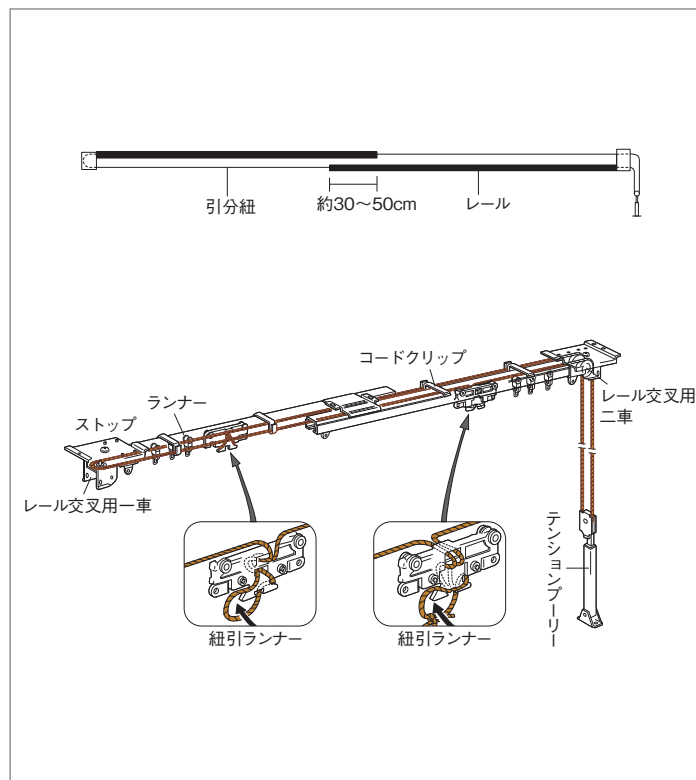 引分紐
約30～50cm
レール
コードクリップ
ランナー
ストップ
レール交叉用
二車
レール交叉用一車
テンションプーリー
紐引ランナー
紐引ランナー